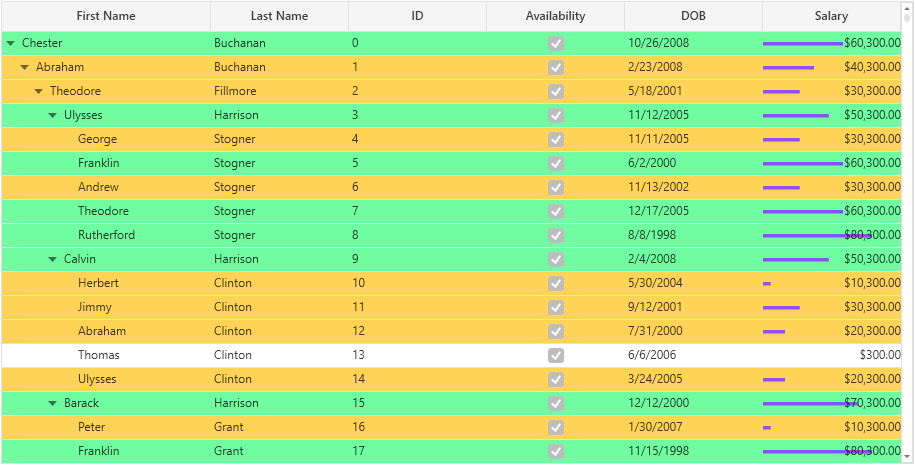 First Name Last Name ID Availability DOB Salary
Chester Buchanan 0 10/26/2008 $60,300.00
Abraham Buchanan 1 2/23/2008 $40,300.00
Theodore Fillmore 2 5/18/2001 $30,300.00
Ulysses Harrison 3 11/12/2005 $50,300.00
George Stogner 4 11/11/2005 $30,300.00
Franklin Stogner 5 6/2/2000 $60,300.00
Andrew Stogner 6 11/13/2002 $30,300.00
Theodore Stogner 7 12/17/2005 $60,300.00
Rutherford Stogner 8 8/8/1998 $80,300.00
Calvin Harrison 9 2/4/2008 $50,300.00
Herbert Clinton 10 5/30/2004 $10,300.00
Jimmy Clinton 11 9/12/2001 $30,300.00
Abraham Clinton 12 7/31/2000 $20,300.00
Thomas Clinton 13 6/6/2006 $300.00
Ulysses Clinton 14 3/24/2005 $20,300.00
Barack Harrison 15 12/12/2000 $70,300.00
Peter Grant 16 1/30/2007 $10,300.00
Franklin Grant 17 11/15/1998 $80,300.00